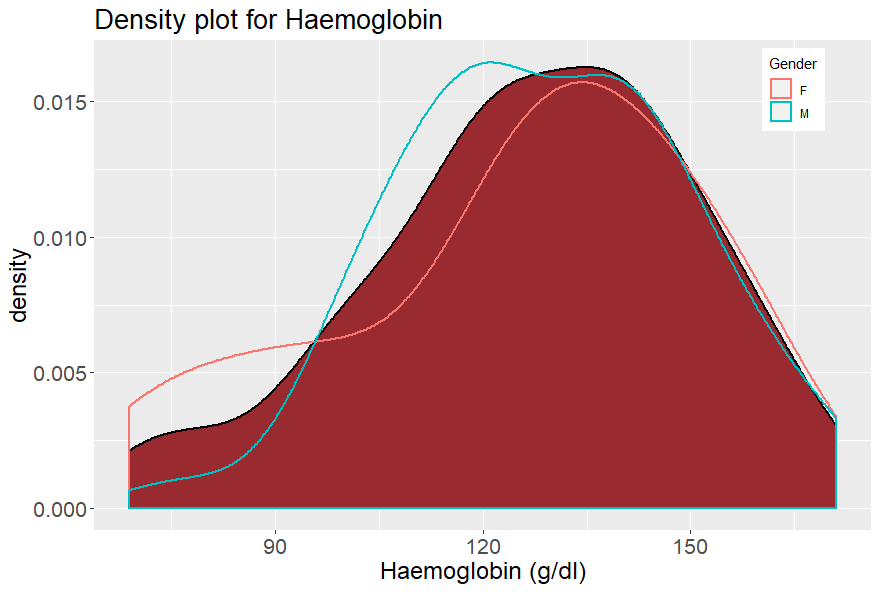 Density plot for Haemoglobin
Gender
F
M
0.015
0.010
0.005
0.000
density
90 120 150
Haemoglobin (g/dl)